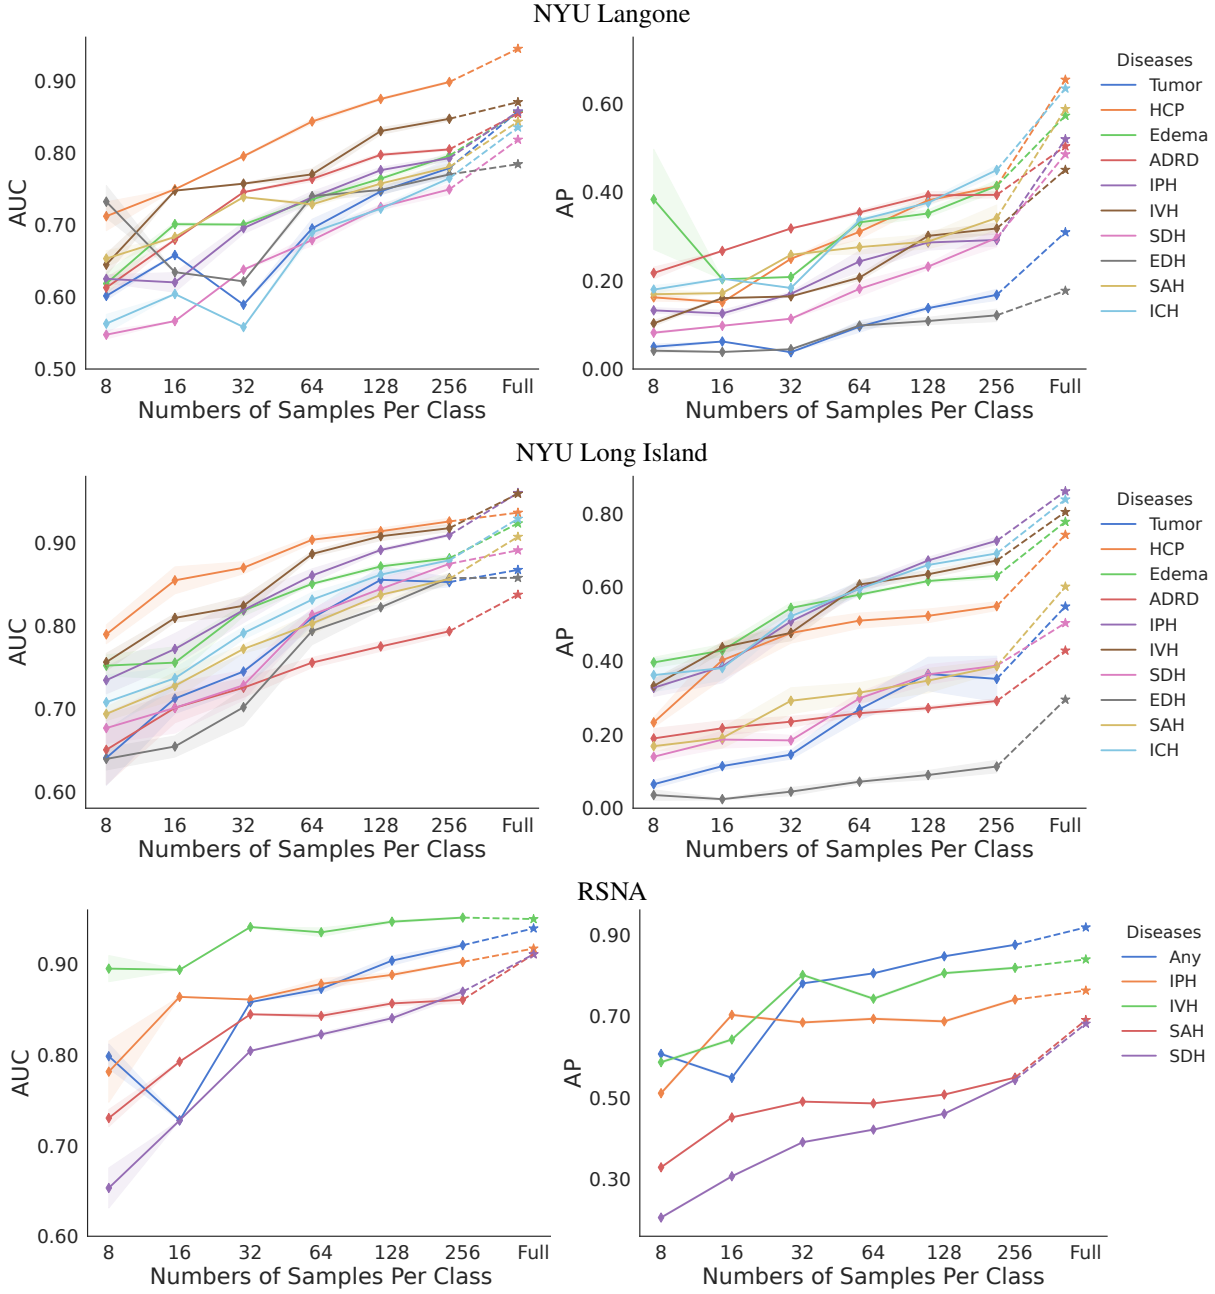 NYU Langone
AUC
0.90
0.80
0.70
0.60
0.50
8 16 32 64 128 256 Full
Numbers of Samples Per Class
AP
0.60
0.40
0.20
0.00
8 16 32 64 128 256 Full
Numbers of Samples Per Class
Diseases
Tumor
HCP
Edema
ADRD
IPH
IVH
SDH
EDH
SAH
ICH
NYU Long Island
AUC
0.90
0.80
0.70
0.60
8 16 32 64 128 256 Full
Numbers of Samples Per Class
AP
0.80
0.60
0.40
0.20
0.00
8 16 32 64 128 256 Full
Numbers of Samples Per Class
Diseases
Tumor
HCP
Edema
ADRD
IPH
IVH
SDH
EDH
SAH
ICH
RSNA
AUC
0.90
0.80
0.70
0.60
8 16 32 64 128 256 Full
Numbers of Samples Per Class
AP
0.90
0.70
0.50
0.30
8 16 32 64 128 256 Full
Numbers of Samples Per Class
Diseases
Any
IPH
IVH
SAH
SDH